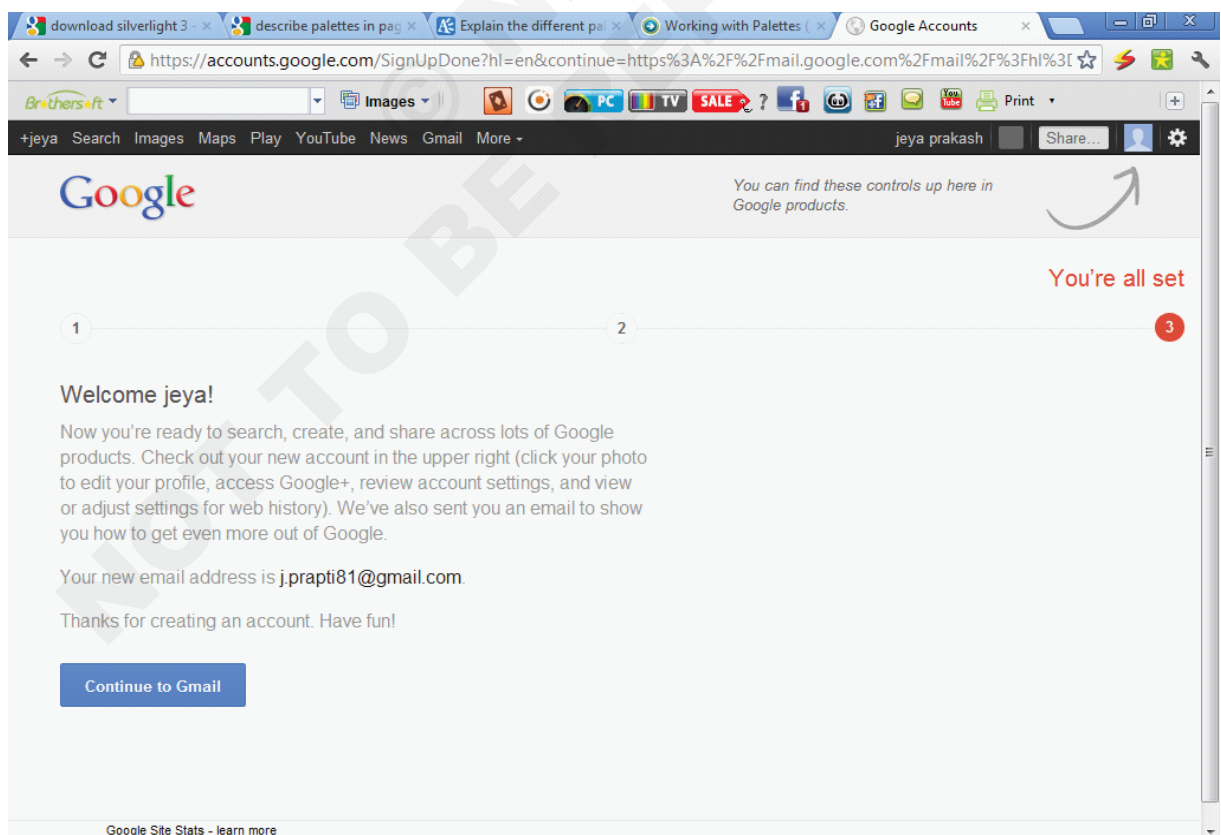 download silverlight 3 -
describe palettes in pag
Explain the different pal
Working with Palettes (
Google Accounts
https://accounts.google.com/SignUpDone?hl=en&continue=https%3A%2F%2Fmail.google.com%2Fmail%2F%3Fhl%3D
Brothersoft
Images
PC
TV
SALE
?
You Tube
Print
+jeya Search Images Maps Play YouTube News Gmail More
jeya prakash
Share...
Google
You can find these controls up here in
Google products.
You're all set
1
2
3
Welcome jeya!
Now you're ready to search, create, and share across lots of Google
products. Check out your new account in the upper right (click your photo
to edit your profile, access Google+, review account settings, and view
or adjust settings for web history). We've also sent you an email to show
you how to get even more out of Google.
Your new email address is j.prapti81@gmail.com.
Thanks for creating an account. Have fun!
Continue to Gmail
Google Site Stats - learn more
NOT TO BE